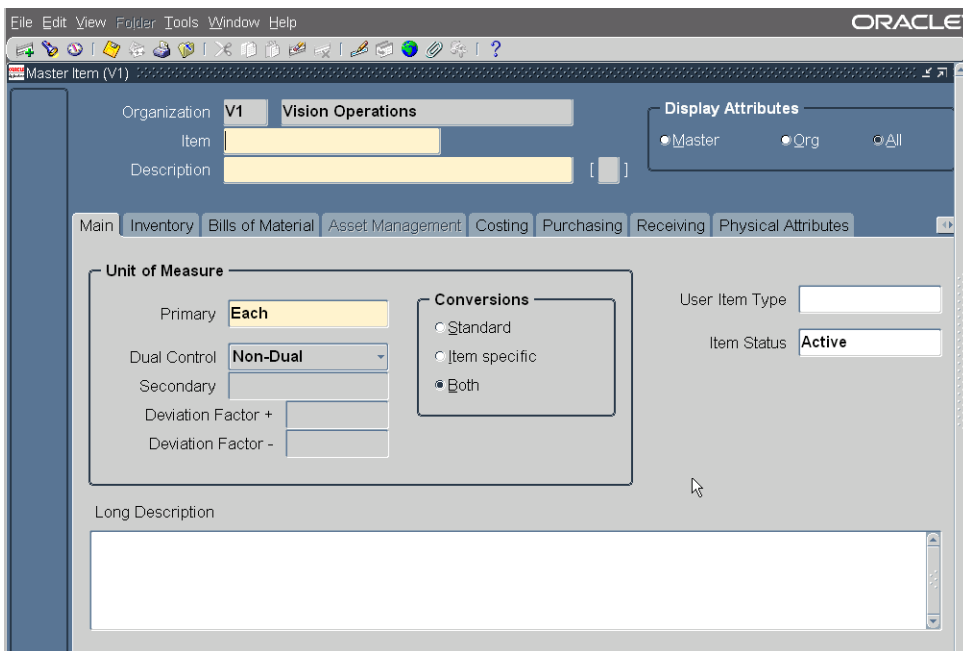 File Edit View Folder Tools Window Help
ORACLE
?
Master Item (V1)
Organization V1 Vision Operations
Item
Description
[ ]
Display Attributes
Master Org All
Main Inventory Bills of Material Asset Management Costing Purchasing Receiving Physical Attributes
Unit of Measure
Primary Each
Dual Control Non-Dual
Secondary
Deviation Factor +
Deviation Factor -
Conversions
Standard
Item specific
Both
User Item Type
Item Status Active
Long Description